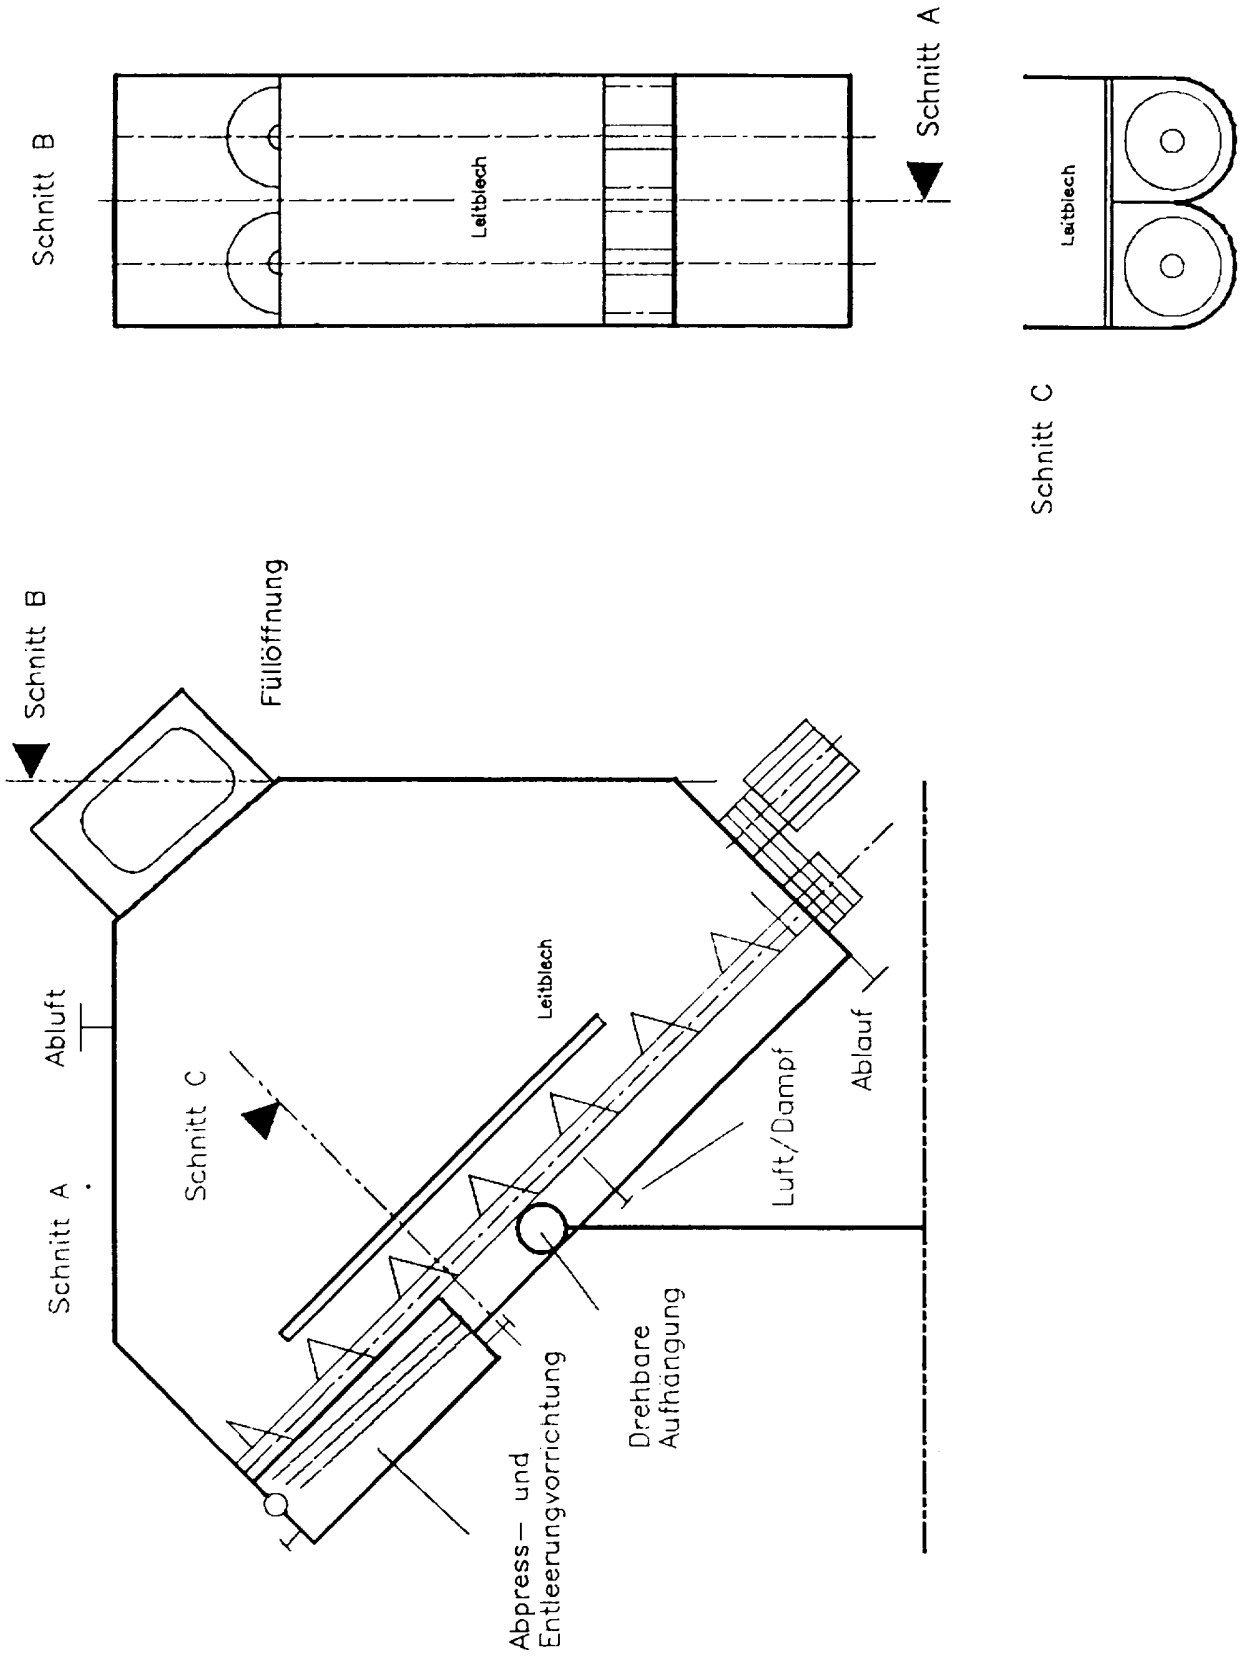 Schnitt A
Abluft
Schnitt B
Füllöffnung
Schnitt C
Leitblech
Abpress- und
Entleerungvorrichtung
Drehbare
Aufhängung
Luft/Dampf
Ablauf
Schnitt B
Leitblech
Schnitt A
Schnitt C
Leitblech